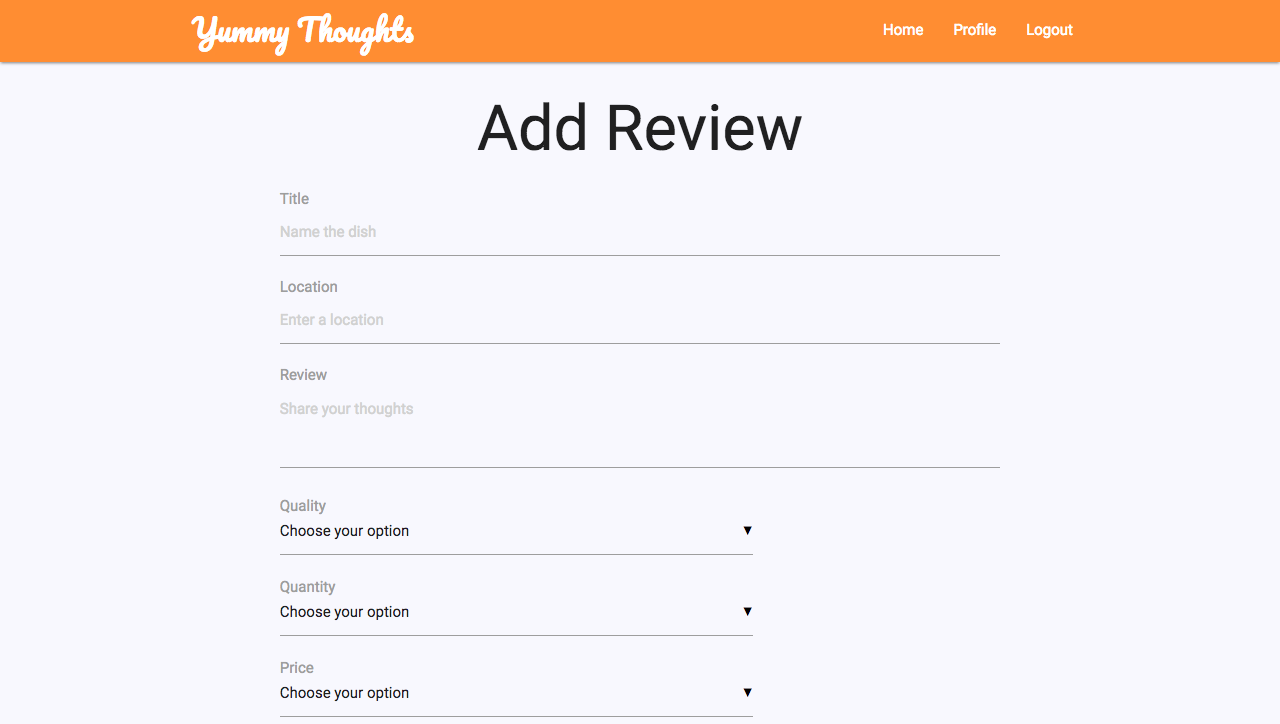 Yummy Thoughts
Home Profile Logout
Add Review
Title
Name the dish
Location
Enter a location
Review
Share your thoughts
Quality
Choose your option
Quantity
Choose your option
Price
Choose your option